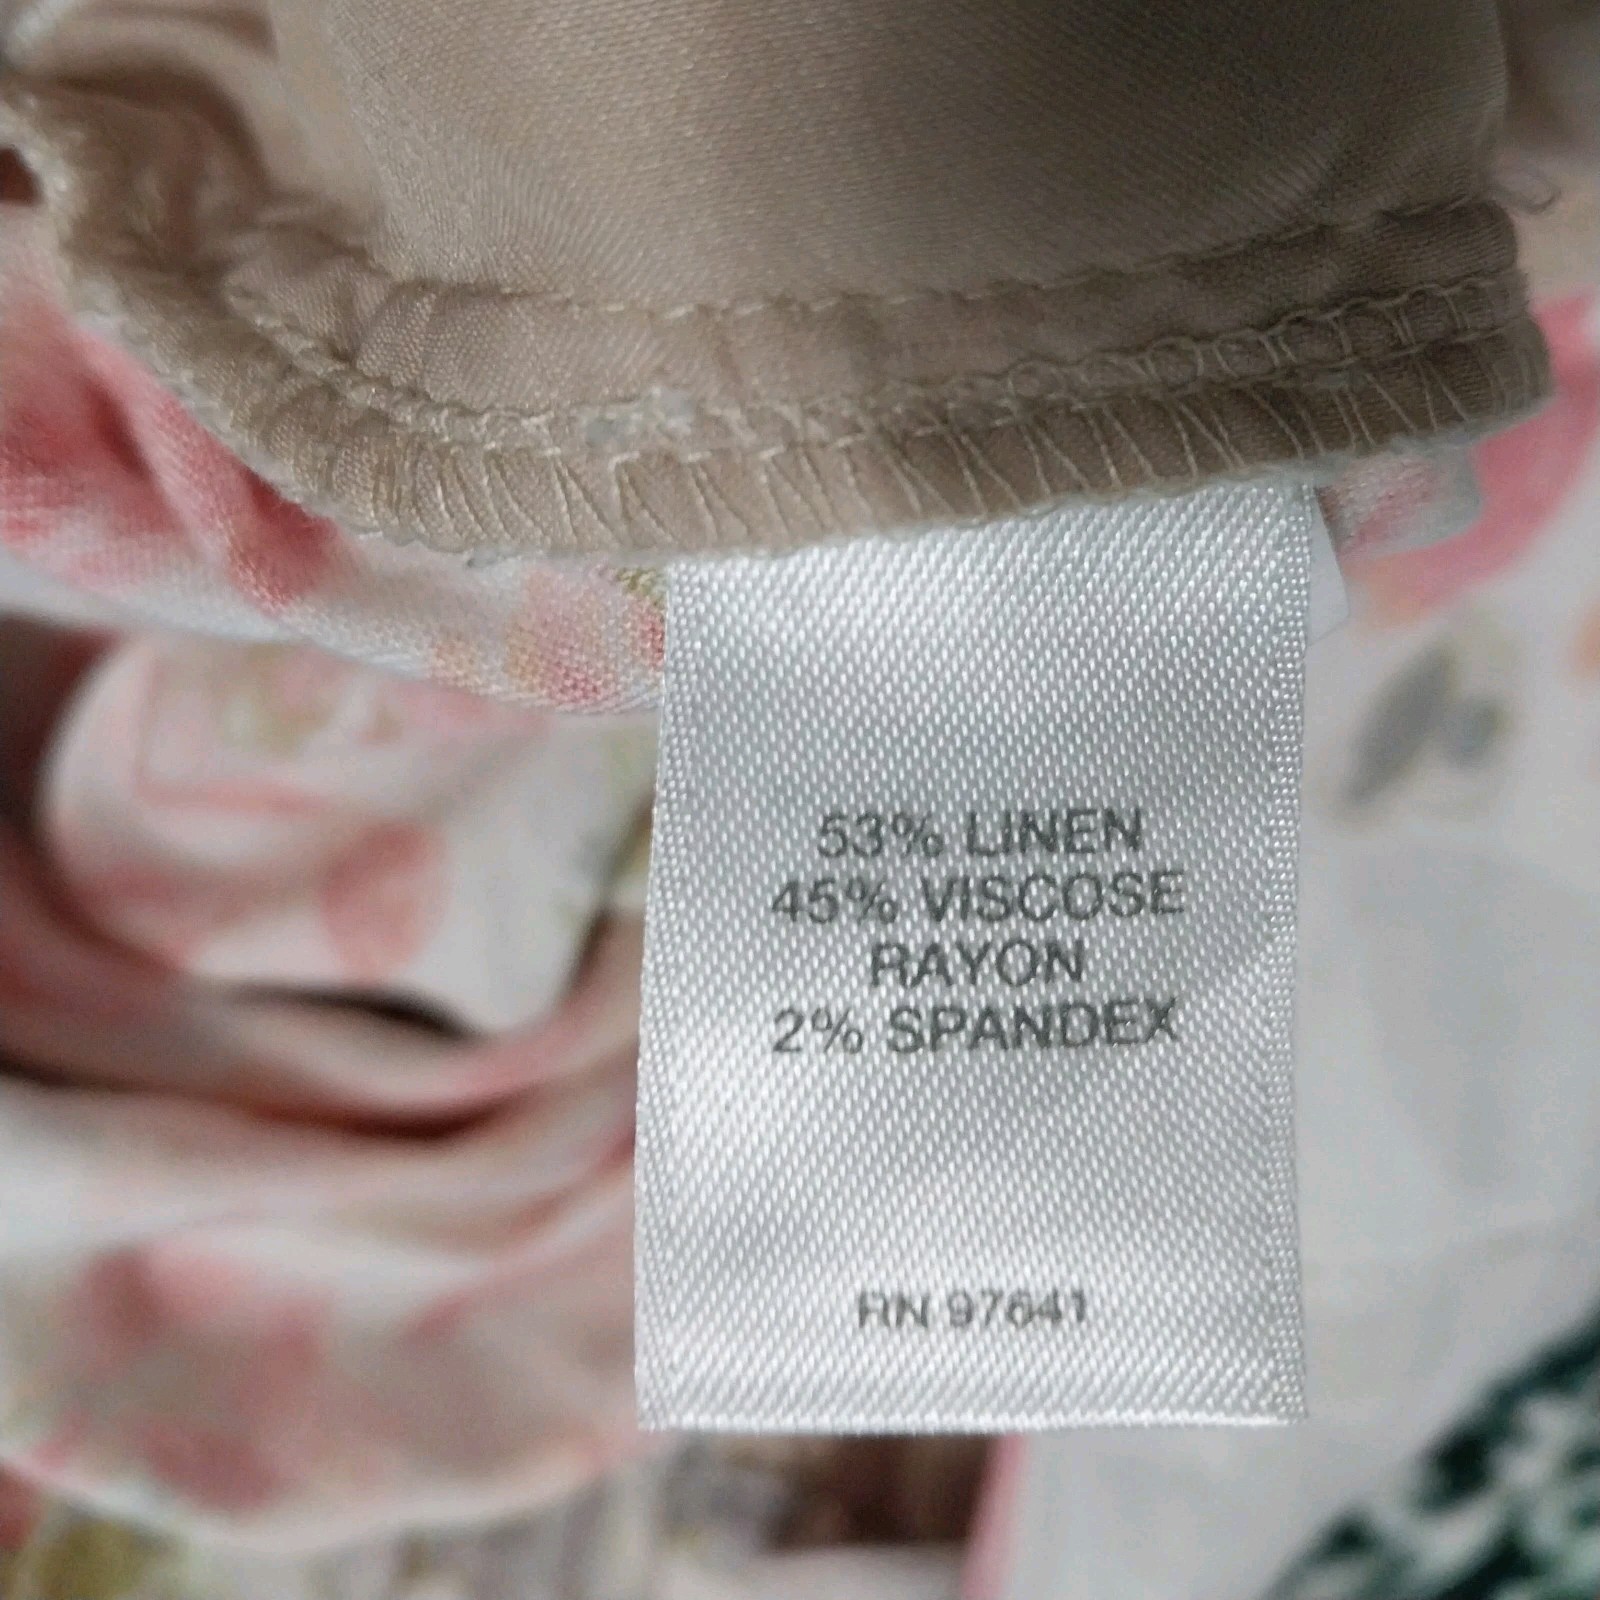 53% LINEN
45% VISCOSE
RAYON
2% SPANDEX
RN 97641